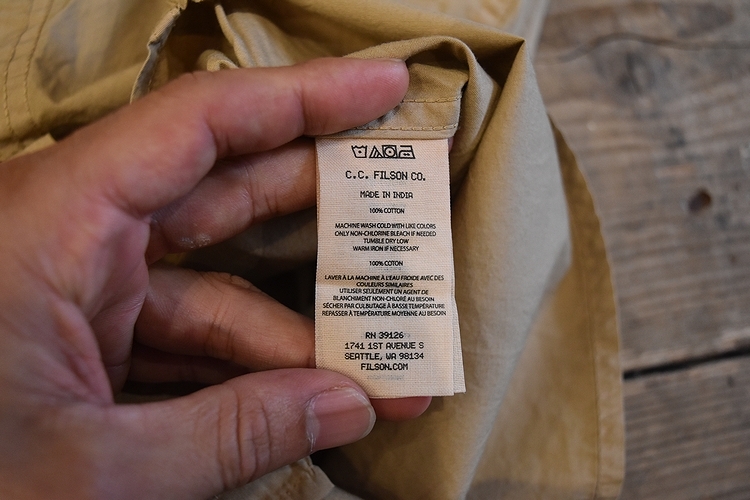 C.C. FILSON CO.
MADE IN INDIA
100% COTTON
MACHINE WASH COLD WITH LIKE COLORS
ONLY NON-CHLORINE BLEACH IF NEEDED
TUMBLE DRY LOW
WARM IRON IF NECESSARY
100% COTON
LAVER À LA MACHINE À L'EAU FROIDE AVEC DES
COULEURS SIMILAIRES
UTILISER SEULEMENT UN AGENT DE
BLANCHIMENT NON-CHLORÉ AU BESOIN
SÉCHER PAR CULBUTAGE À BASSE TEMPÉRATURE
REPASSER À TEMPÉRATURE MOYENNE AU BESOIN
RN 39126
1741 1ST AVENUE S
SEATTLE, WA 98134
FILSON.COM